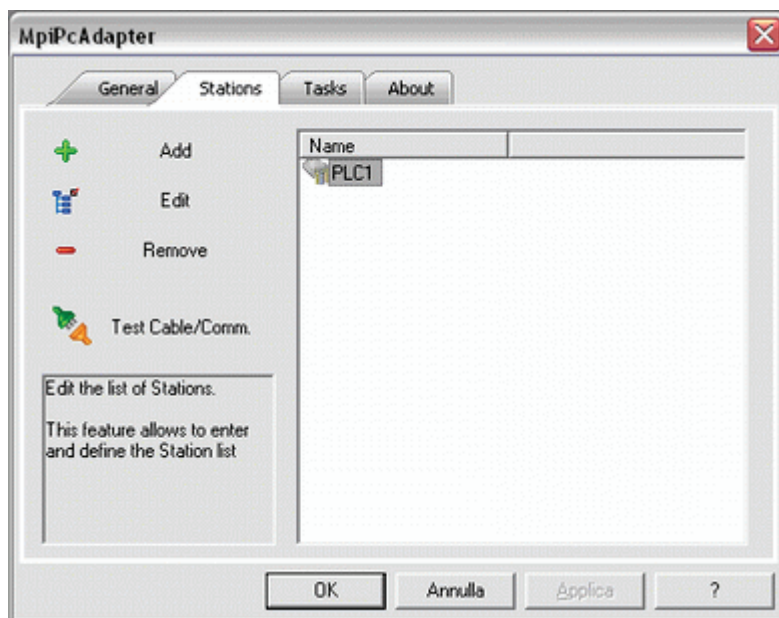 MpiPcAdapter
General Stations Tasks About
Add
Edit
Remove
Test Cable/Comm.
Edit the list of Stations.
This feature allows to enter
and define the Station list
Name
PLC1
OK Annulla Applica ?